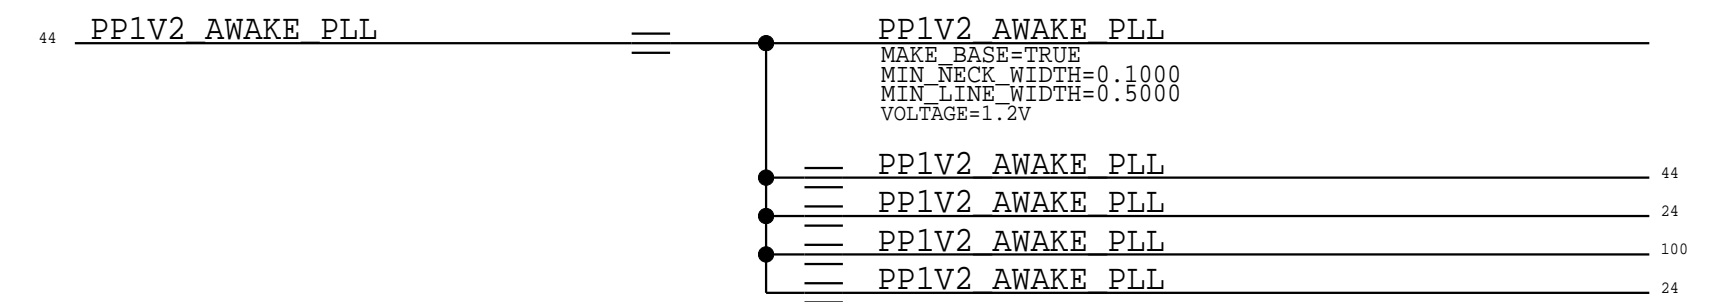 44 PP1V2_AWAKE_PLL PP1V2_AWAKE_PLL
MAKE_BASE=TRUE
MIN_NECK_WIDTH=0.1000
MIN_LINE_WIDTH=0.5000
VOLTAGE=1.2V
PP1V2_AWAKE_PLL 44
PP1V2_AWAKE_PLL 24
PP1V2_AWAKE_PLL 100
PP1V2_AWAKE_PLL 24